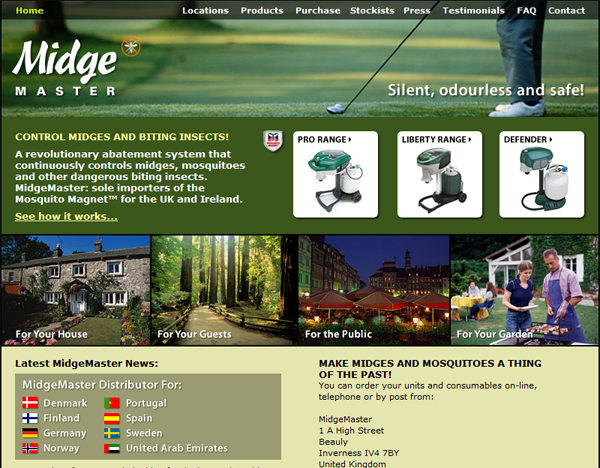 Home Locations Products Purchase Stockists Press Testimonials FAQ Contact
Midge
MASTER
Silent, odourless and safe!
CONTROL MIDGES AND BITING INSECTS!
A revolutionary abatement system that
continuously controls midges, mosquitoes
and other dangerous biting insects.
MidgeMaster: sole importers of the
Mosquito Magnet™ for the UK and Ireland.
See how it works...
PRO RANGE
LIBERTY RANGE
DEFENDER
For Your House
For Your Guests
For the Public
For Your Garden
Latest MidgeMaster News:
MidgeMaster Distributor For:
Denmark Portugal
Finland Spain
Germany Sweden
Norway United Arab Emirates
MAKE MIDGES AND MOSQUITOES A THING
OF THE PAST!
You can order your units and consumables on-line,
telephone or by post from:
MidgeMaster
1 A High Street
Beauly
Inverness IV4 7BY
United Kingdom